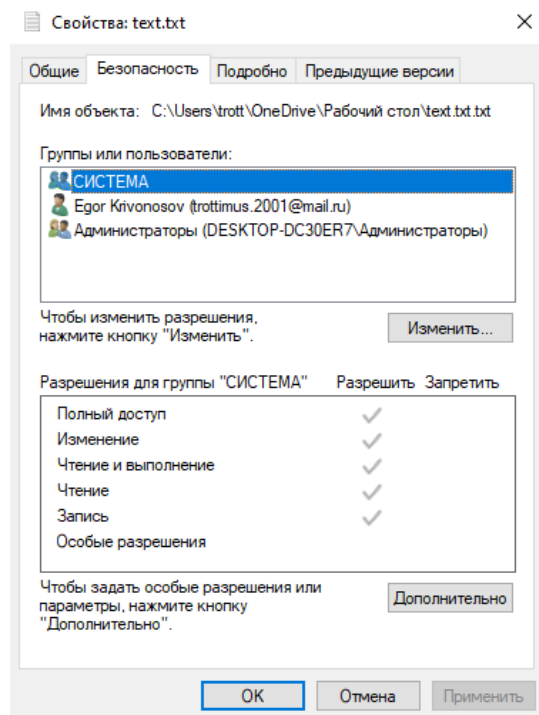 Свойства: text.txt
Общие Безопасность Подробно Предыдущие версии
Имя объекта: C:\Users\trott\OneDrive\Рабочий стол\text.txt.txt
Группы или пользователи:
СИСТЕМА
Egor Krivonosov (trottimus.2001@mail.ru)
Администраторы (DESKTOP-DC30ER7\Администраторы)
Чтобы изменить разрешения,
нажмите кнопку "Изменить".
Изменить...
Разрешения для группы "СИСТЕМА" Разрешить Запретить
Полный доступ
Изменение
Чтение и выполнение
Чтение
Запись
Особые разрешения
Чтобы задать особые разрешения или
параметры, нажмите кнопку
"Дополнительно".
Дополнительно
OK Отмена Применить